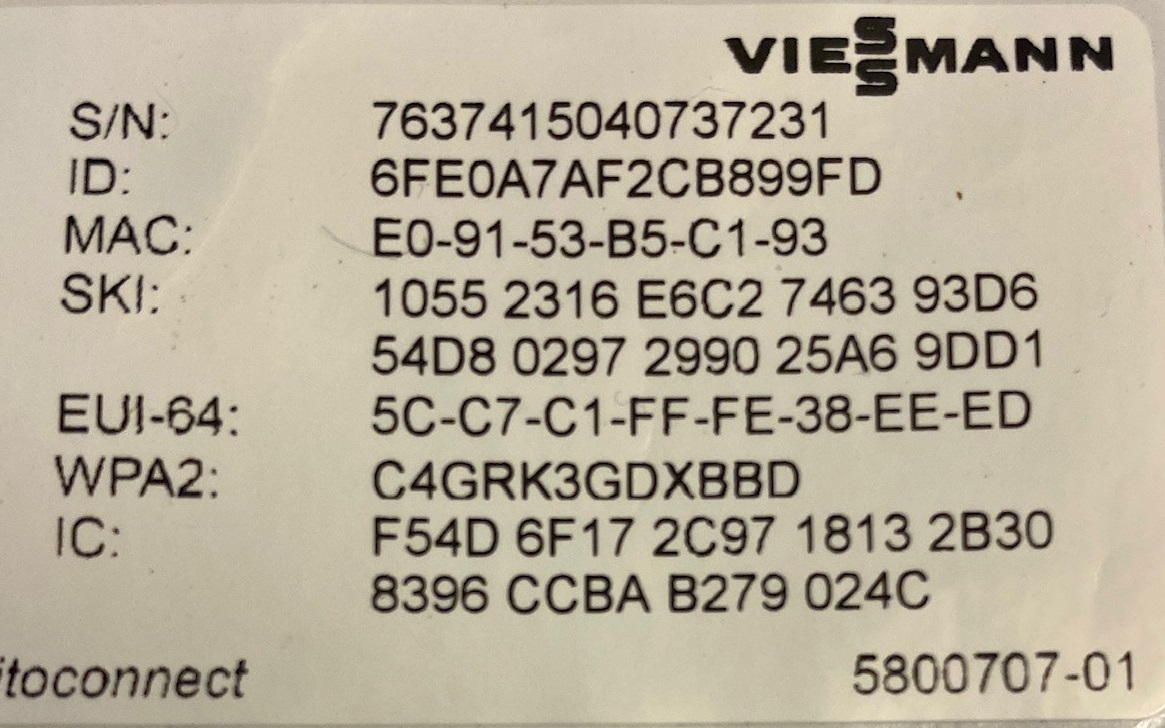 VIESSMANN
S/N: 7637415040737231
ID: 6FE0A7AF2CB899FD
MAC: E0-91-53-B5-C1-93
SKI: 1055 2316 E6C2 7463 93D6
54D8 0297 2990 25A6 9DD1
EUI-64: 5C-C7-C1-FF-FE-38-EE-ED
WPA2: C4GRK3GDXBBD
IC: F54D 6F17 2C97 1813 2B30
8396 CCBA B279 024C
itoconnect 5800707-01